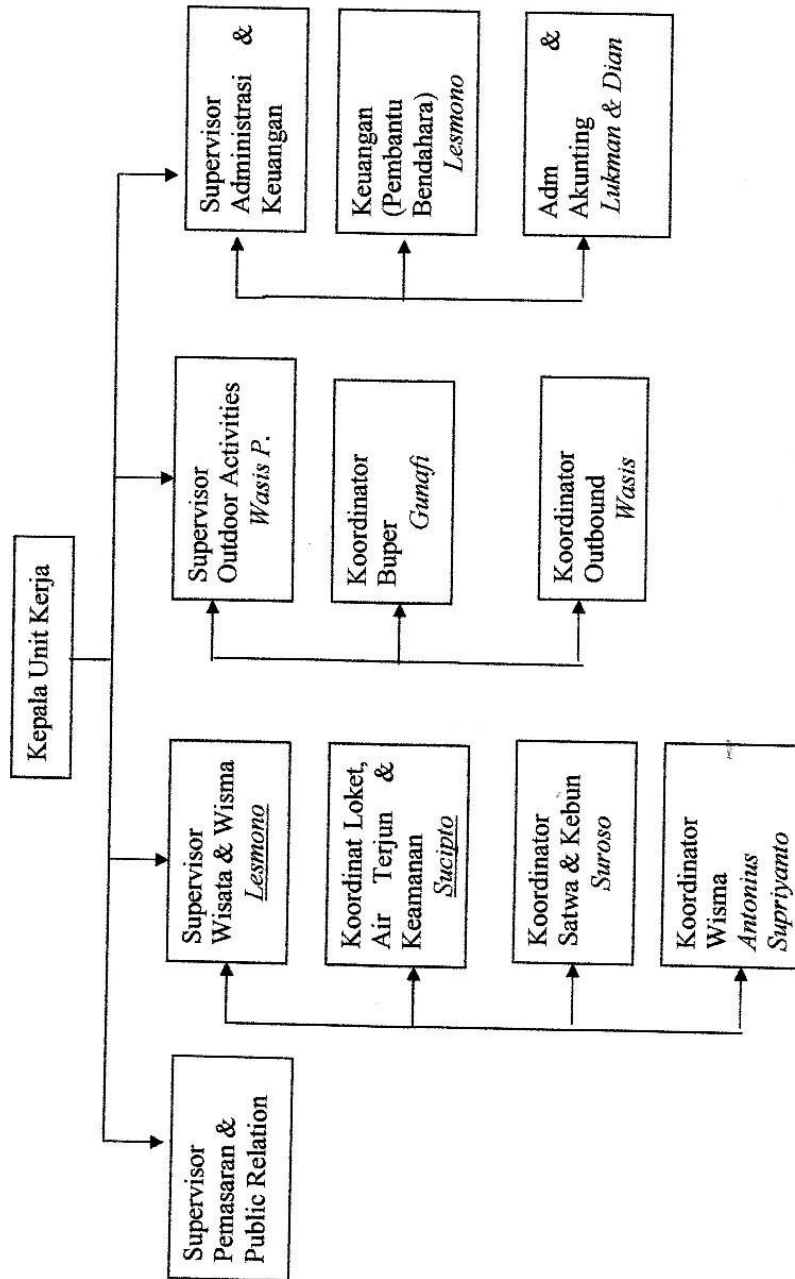 Kepala Unit Kerja
Supervisor
Pemasaran &
Public Relation
Supervisor
Wisata & Wisma
Lesmono
Koordinat Loket,
Air Terjun &
Keamanan
Sucipto
Koordinator
Satwa & Kebun
Suroso
Koordinator
Wisma
Antonius
Supriyanto
Supervisor
Outdoor Activities
Wasis P.
Koordinator
Buper
Gunafi
Koordinator
Outbound
Wasis
Supervisor
Administrasi &
Keuangan
Keuangan
(Pembantu
Bendahara)
Lesmono
Adm &
Akunting
Lukman & Dian